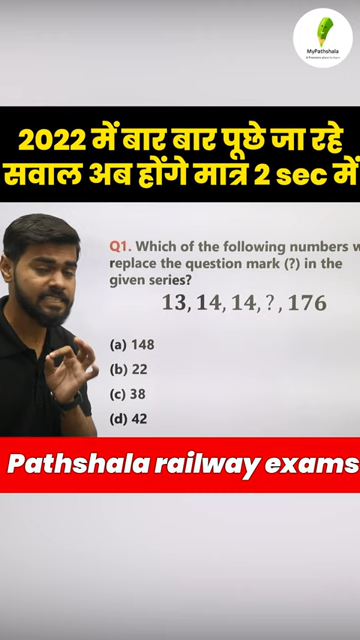 MyPathshala
2022 में बार बार पूछे जा रहे
सवाल अब होंगे मात्र 2 sec में
Q1. Which of the following numbers w
replace the question mark (?) in the
given series?
13, 14, 14, ?, 176
(a) 148
(b) 22
(c) 38
(d) 42
Pathshala railway exams